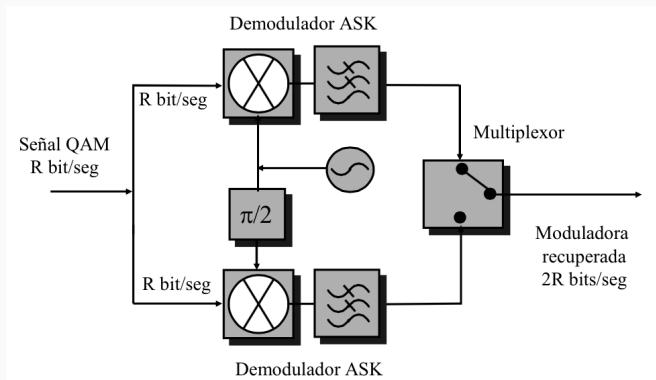 Demodulador ASK
R bit/seg
Multiplexor
Señal QAM
R bit/seg
π/2
Moduladora
recuperada
2R bits/seg
R bit/seg
Demodulador ASK